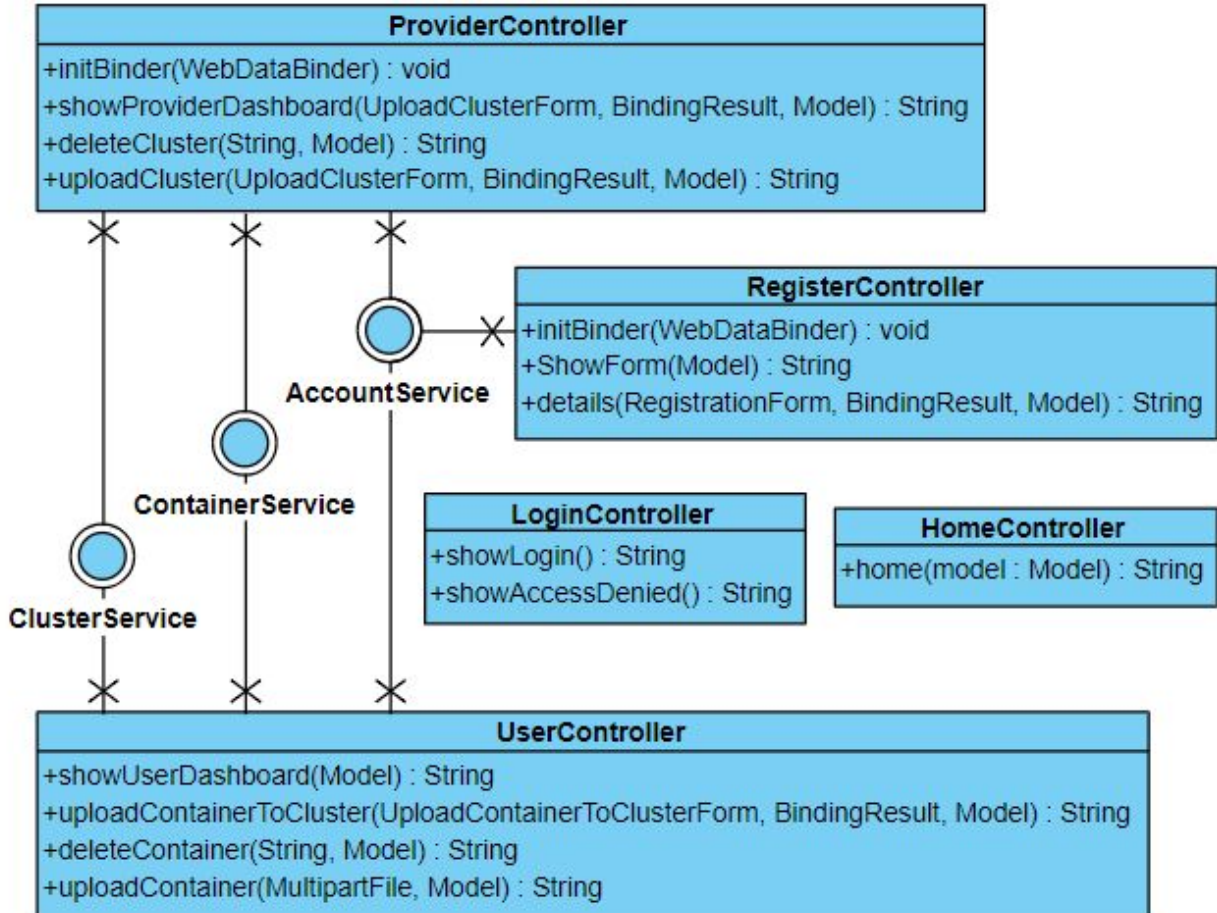 ProviderController
+initBinder(WebDataBinder) : void
+showProviderDashboard(UploadClusterForm, BindingResult, Model) : String
+deleteCluster(String, Model) : String
+uploadCluster(UploadClusterForm, BindingResult, Model) : String
RegisterController
+initBinder(WebDataBinder) : void
+ShowForm(Model) : String
+details(RegistrationForm, BindingResult, Model) : String
AccountService
ContainerService
ClusterService
LoginController
+showLogin() : String
+showAccessDenied() : String
HomeController
+home(model : Model) : String
UserController
+showUserDashboard(Model) : String
+uploadContainerToCluster(UploadContainerToClusterForm, BindingResult, Model) : String
+deleteContainer(String, Model) : String
+uploadContainer(MultipartFile, Model) : String